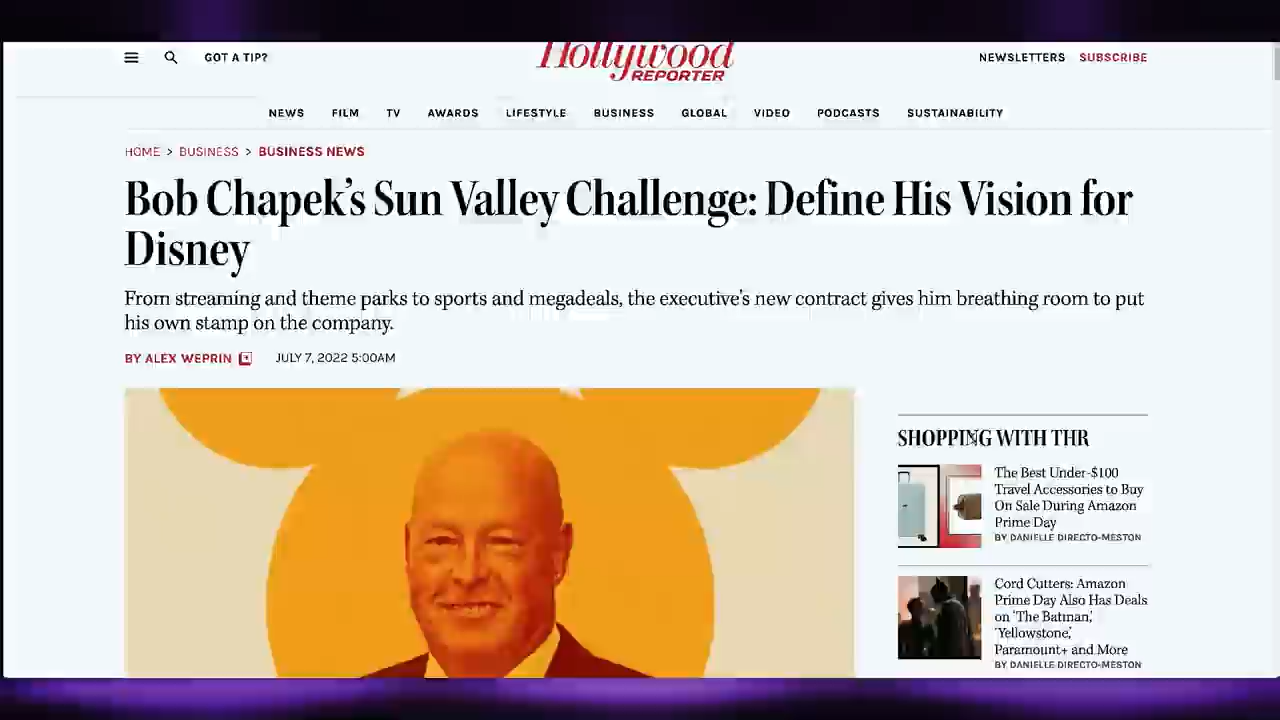 GOT A TIP?
Hollywood
REPORTER
NEWSLETTERS SUBSCRIBE
NEWS FILM TV AWARDS LIFESTYLE BUSINESS GLOBAL VIDEO PODCASTS SUSTAINABILITY
HOME > BUSINESS > BUSINESS NEWS
Bob Chapek's Sun Valley Challenge: Define His Vision for
Disney
From streaming and theme parks to sports and megadeals, the executive's new contract gives him breathing room to put
his own stamp on the company.
BY ALEX WEPRIN JULY 7, 2022 5:00AM
SHOPPING WITH THR
The Best Under-$100
Travel Accessories to Buy
On Sale During Amazon
Prime Day
BY DANIELLE DIRECTO-MESTON
Cord Cutters: Amazon
Prime Day Also Has Deals
on 'The Batman,'
'Yellowstone,'
Paramount+ and More
BY DANIELLE DIRECTO-MESTON